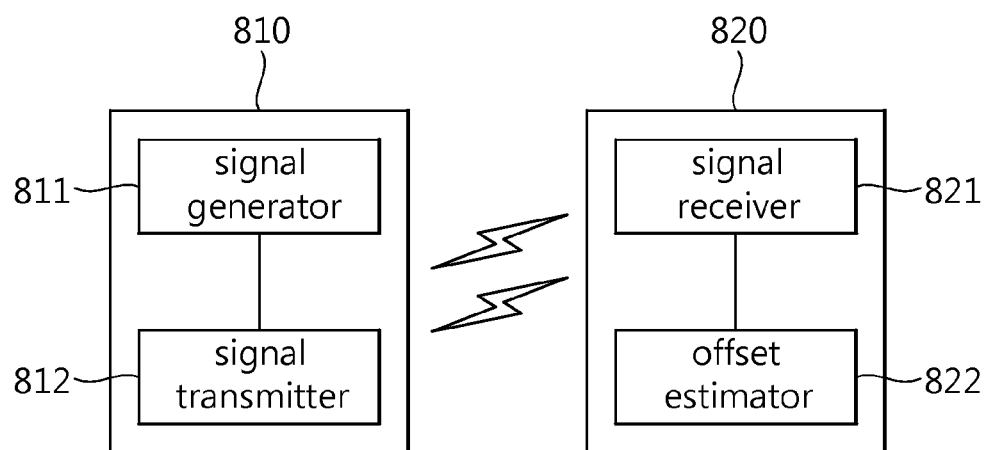 810
820
811
signal
generator
signal
receiver
821
812
signal
transmitter
offset
estimator
822